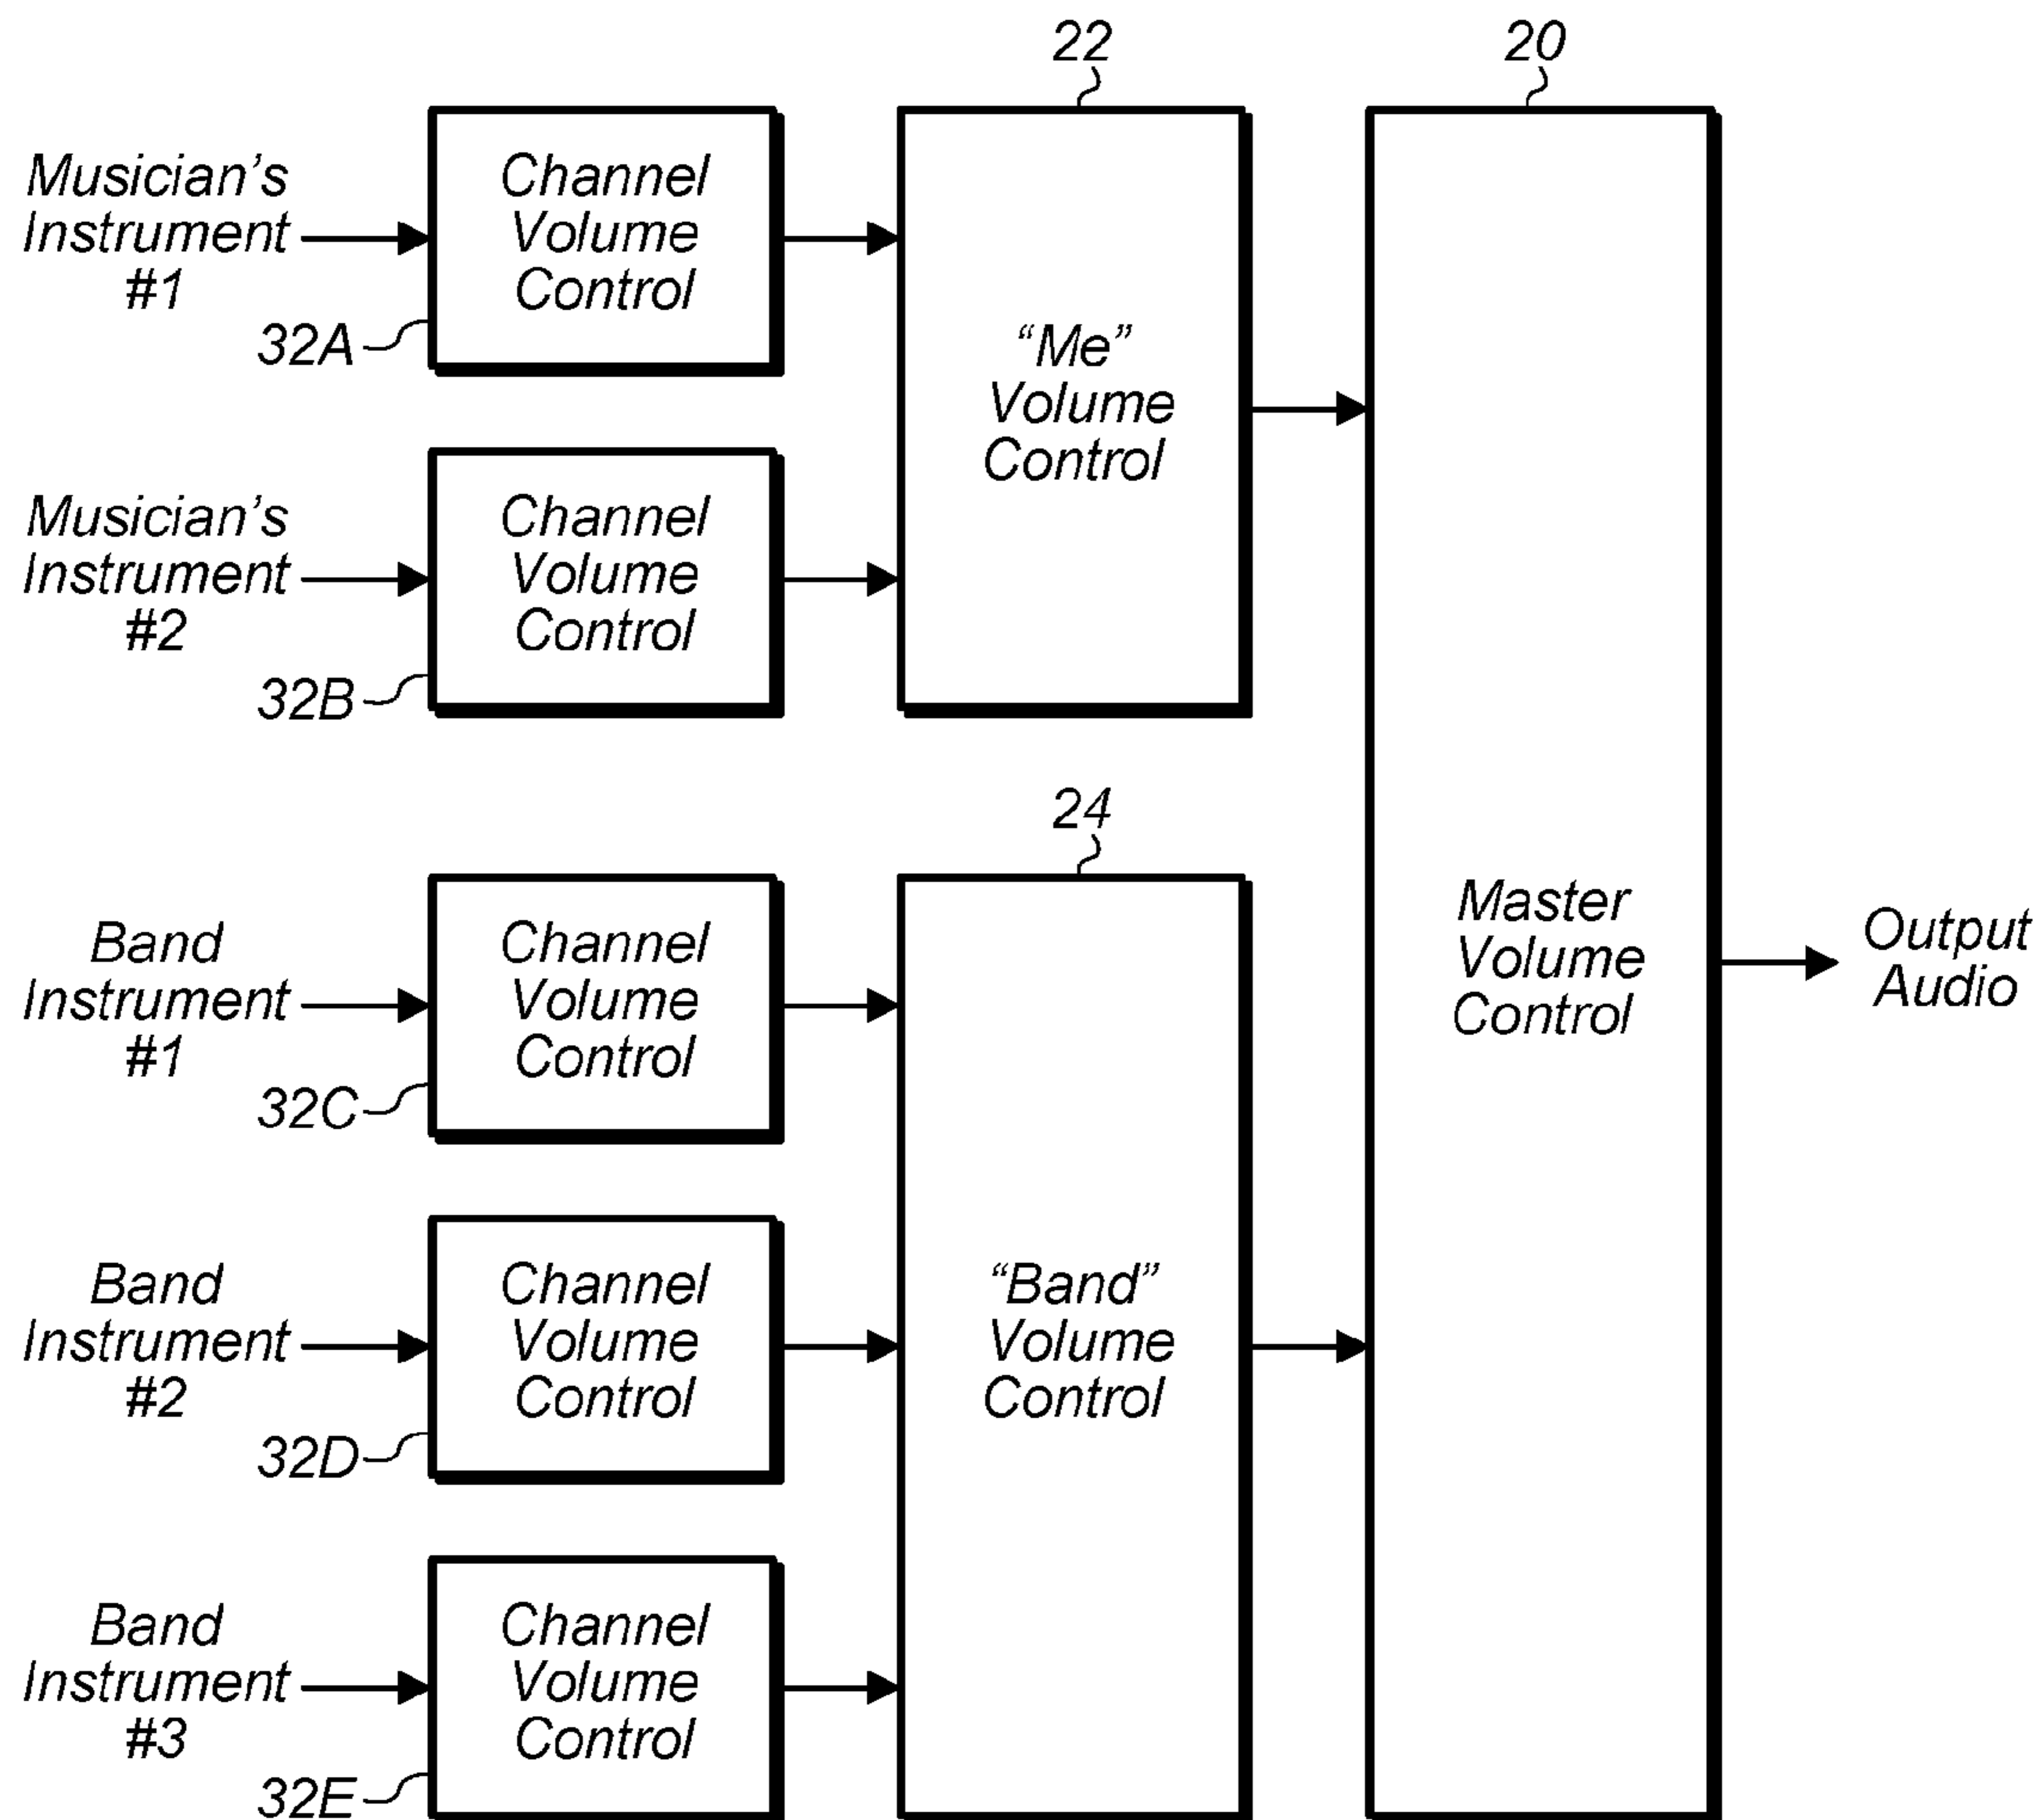 22
20
Musician's
Instrument
#1
Channel
Volume
Control
32A
"Me"
Volume
Control
Musician's
Instrument
#2
Channel
Volume
Control
32B
24
Band
Instrument
#1
Channel
Volume
Control
32C
Master
Volume
Control
Output
Audio
Band
Instrument
#2
Channel
Volume
Control
32D
"Band"
Volume
Control
Band
Instrument
#3
Channel
Volume
Control
32E